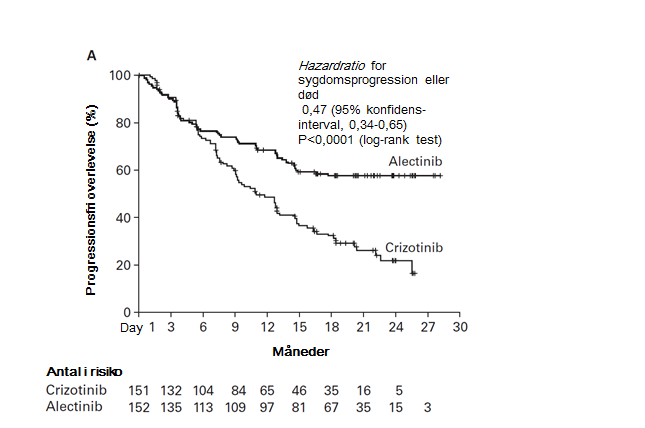 A
Hazardratio for
sygdomsprogression eller
død
0,47 (95% konfidens-
interval, 0,34-0,65)
P<0,0001 (log-rank test)
100
80
60
40
20
0
Progressionsfri overlevelse (%)
Alectinib
Crizotinib
Day 1 3 6 9 12 15 18 21 24 27 30
Måneder
Antal i risiko
Crizotinib 151 132 104 84 65 46 35 16 5
Alectinib 152 135 113 109 97 81 67 35 15 3